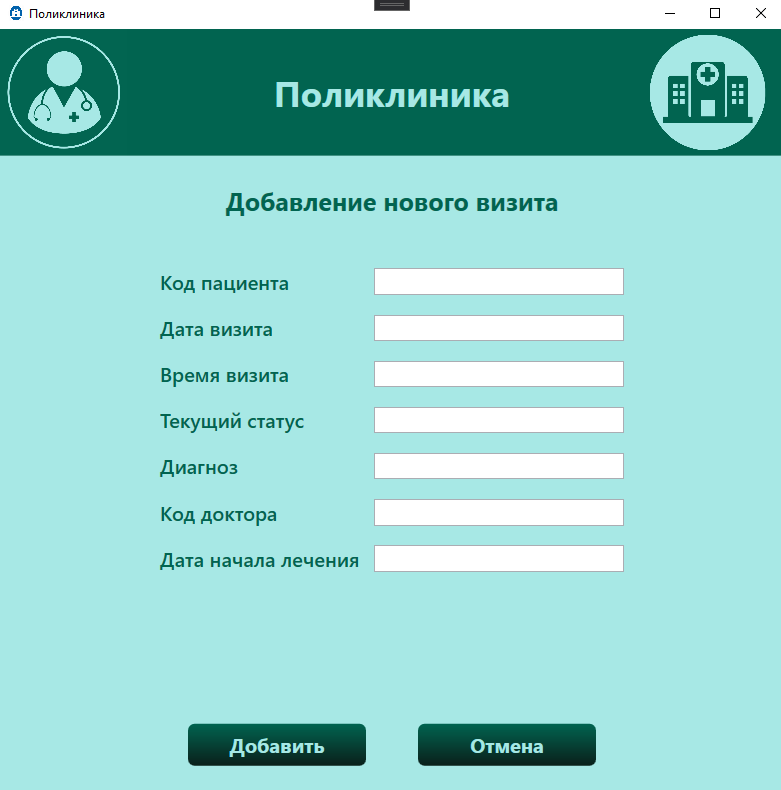 Поликлиника
Поликлиника
Добавление нового визита
Код пациента
Дата визита
Время визита
Текущий статус
Диагноз
Код доктора
Дата начала лечения
Добавить
Отмена